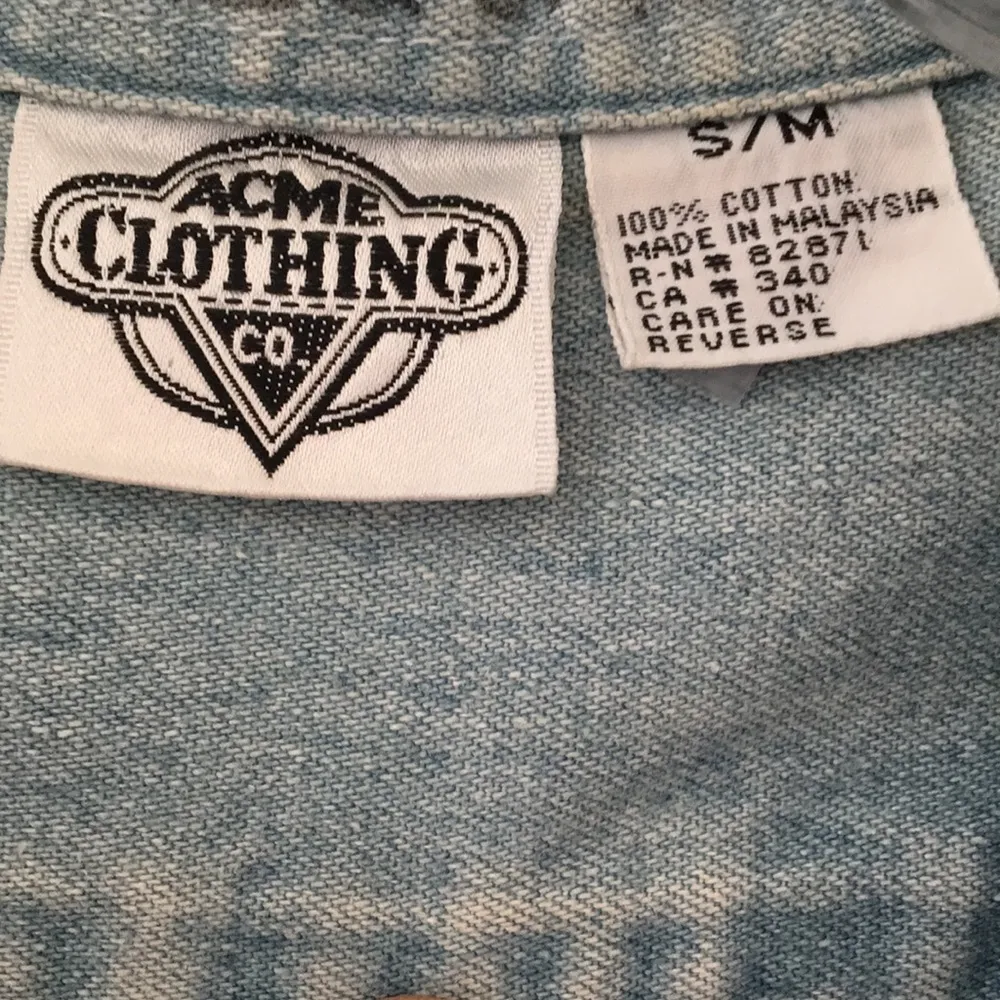 ACME
CLOTHING
CO.
S/M
100% COTTON
MADE IN MALAYSIA
R-N # 82871
CA # 340
CARE ON
REVERSE